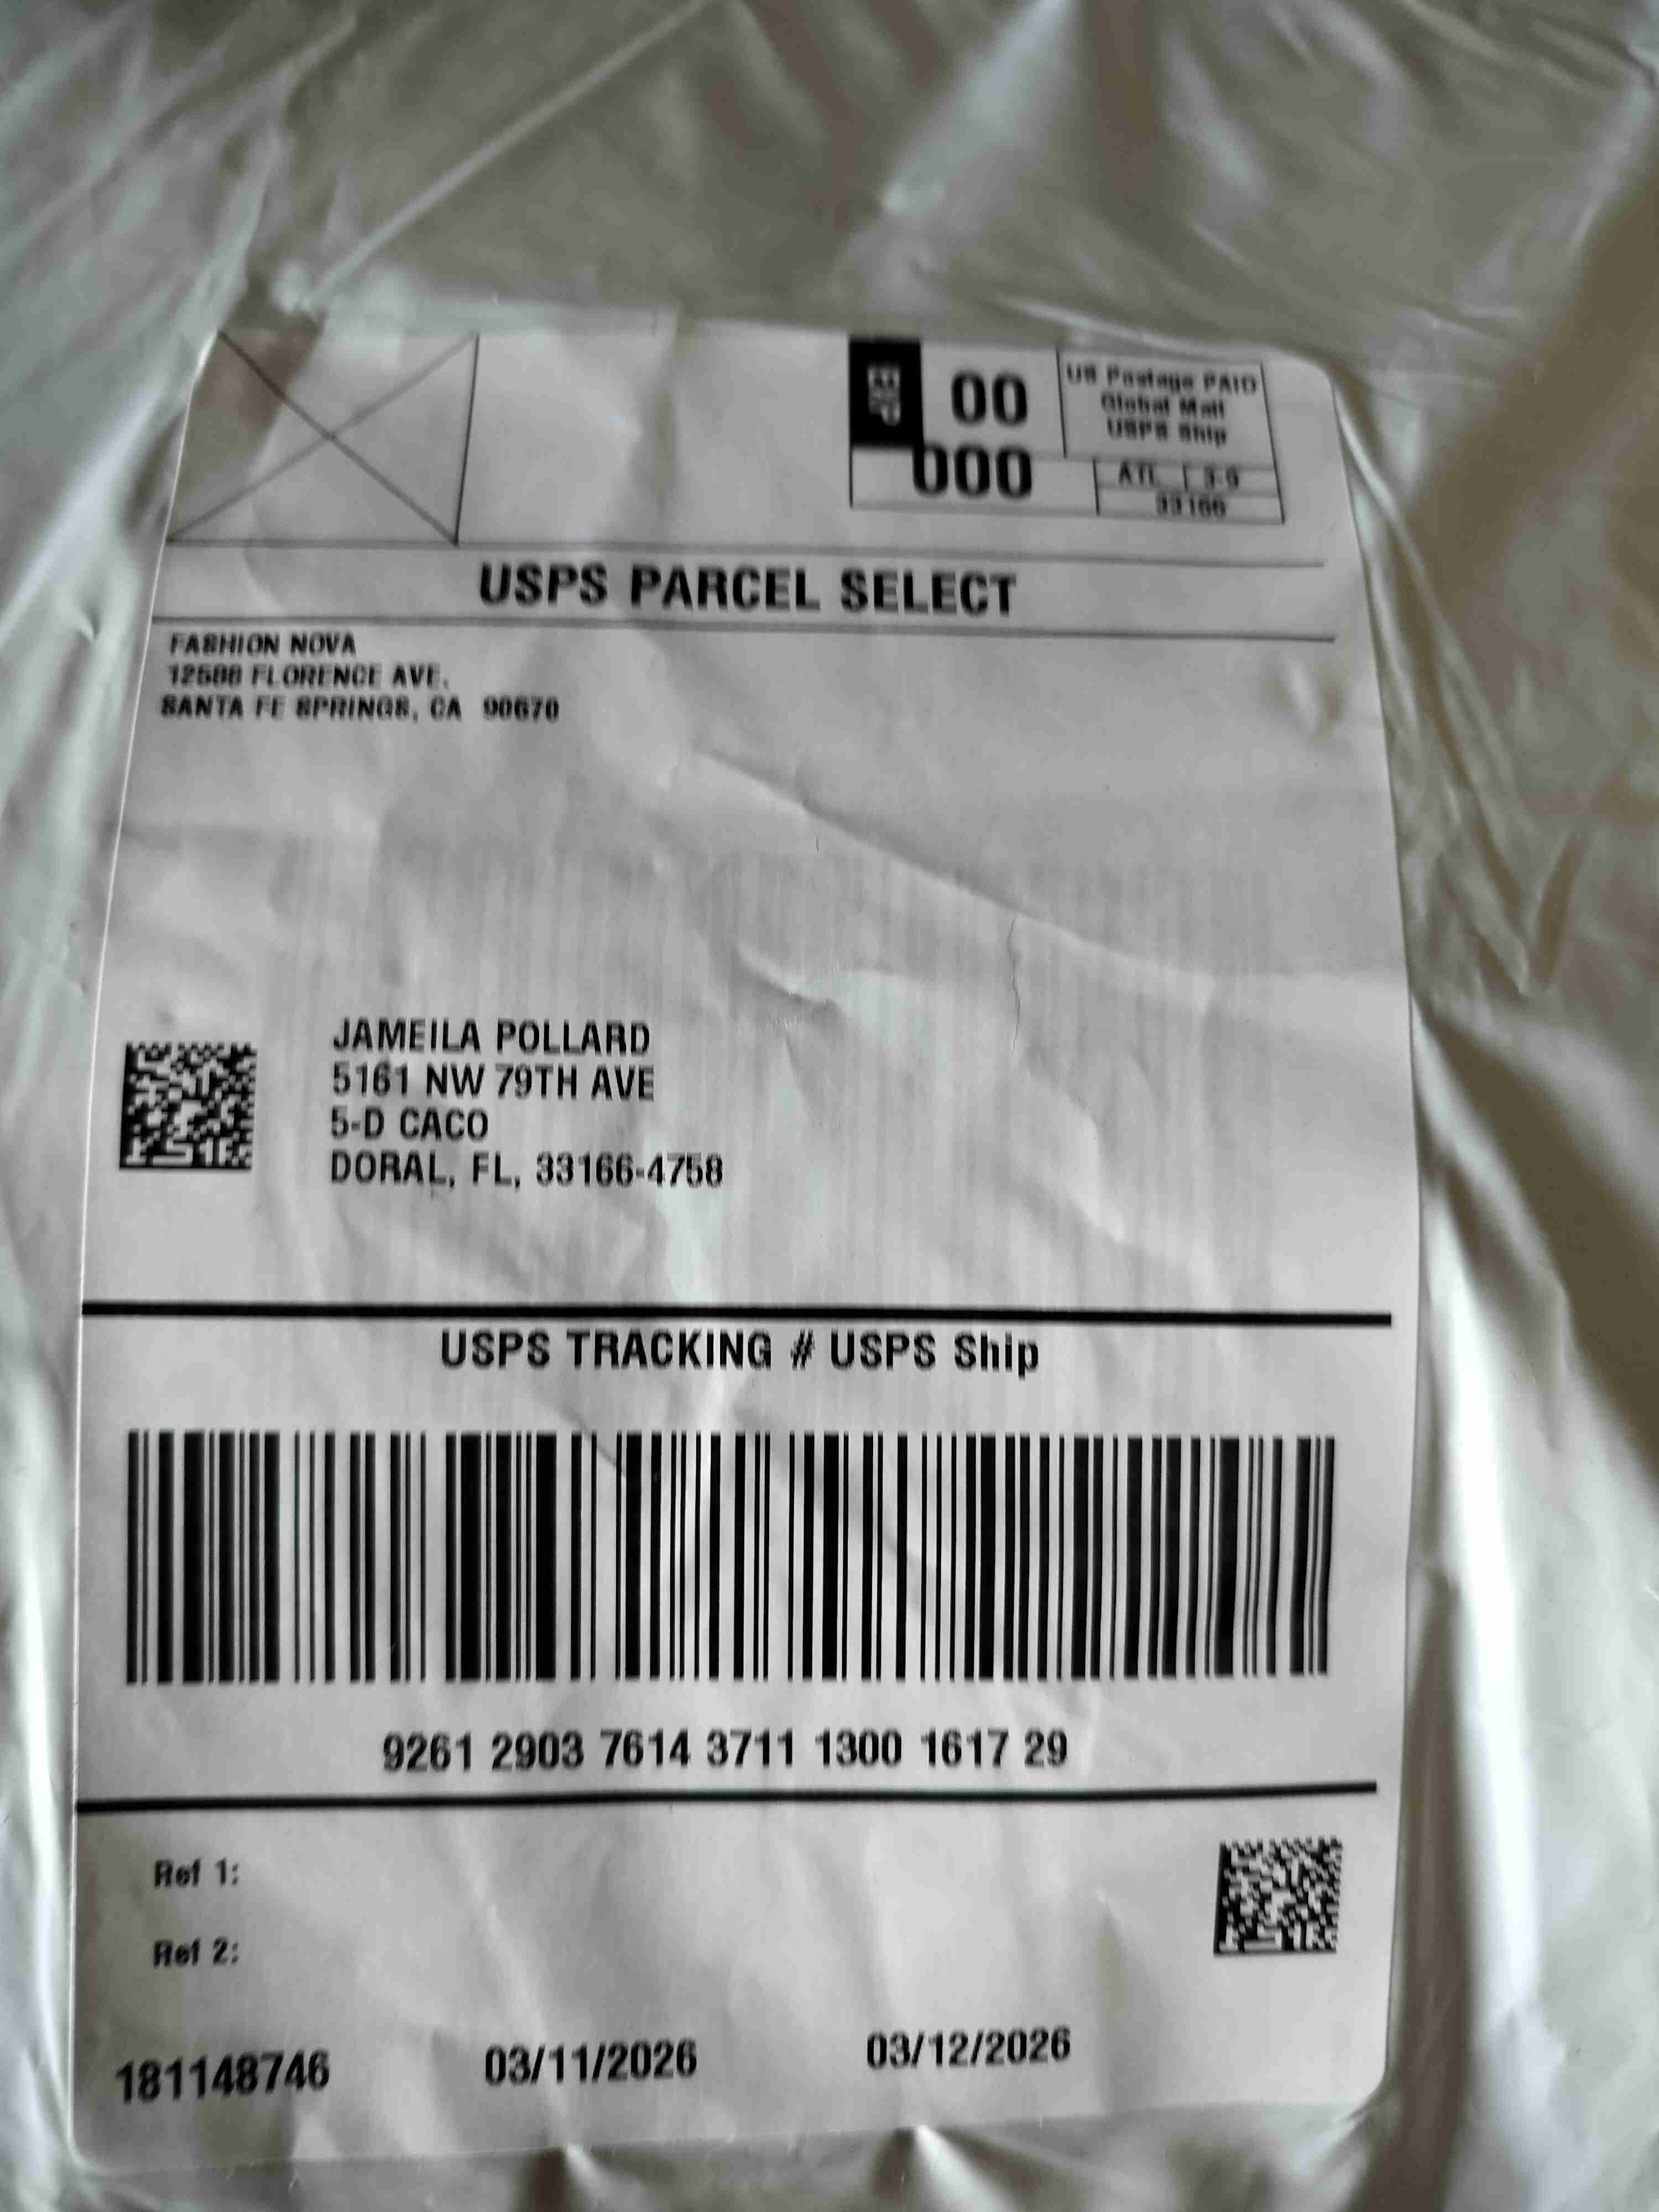 EIP
00
000
US Postage PAID
Global Mail
USPS Ship
ATL 3-9
33166
USPS PARCEL SELECT
FASHION NOVA
12588 FLORENCE AVE.
SANTA FE SPRINGS, CA 90670
JAMEILA POLLARD
5161 NW 79TH AVE
5-D CACO
DORAL, FL, 33166-4758
USPS TRACKING # USPS Ship
9261 2903 7614 3711 1300 1617 29
Ref 1:
Ref 2:
181148746 03/11/2026 03/12/2026